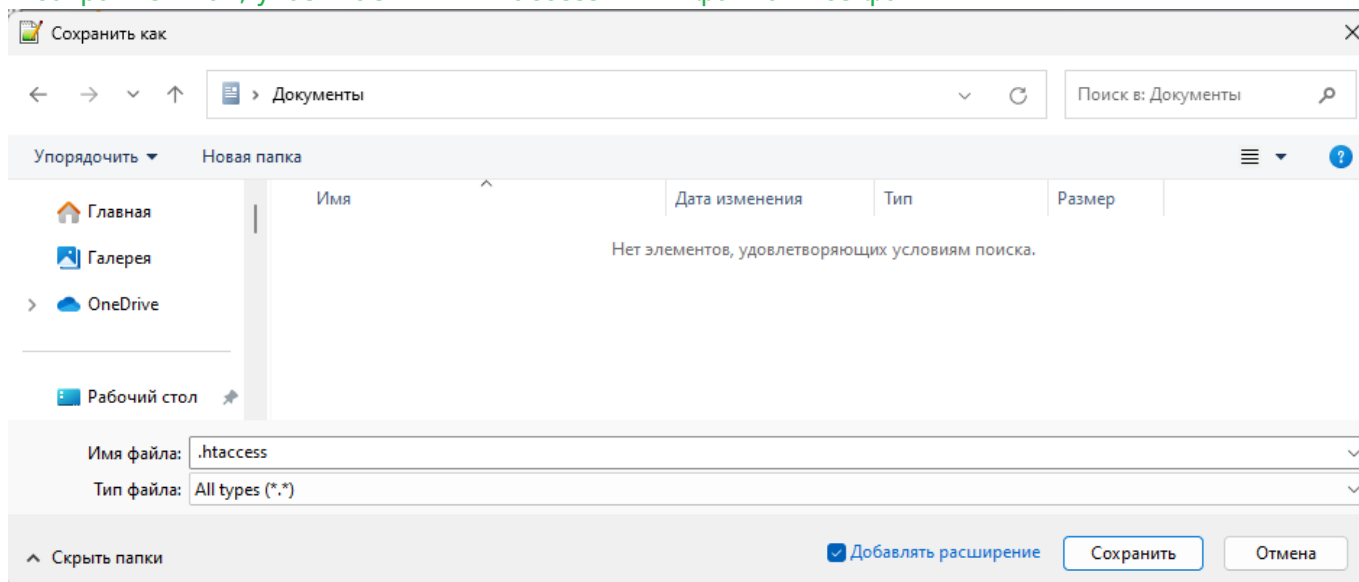 Сохранить как
Документы
Поиск в: Документы
Упорядочить
Новая папка
Имя
Дата изменения
Тип
Размер
Главная
Галерея
OneDrive
Рабочий стол
Нет элементов, удовлетворяющих условиям поиска.
Имя файла: .htaccess
Тип файла: All types (*.*)
Скрыть папки
Добавлять расширение
Сохранить
Отмена